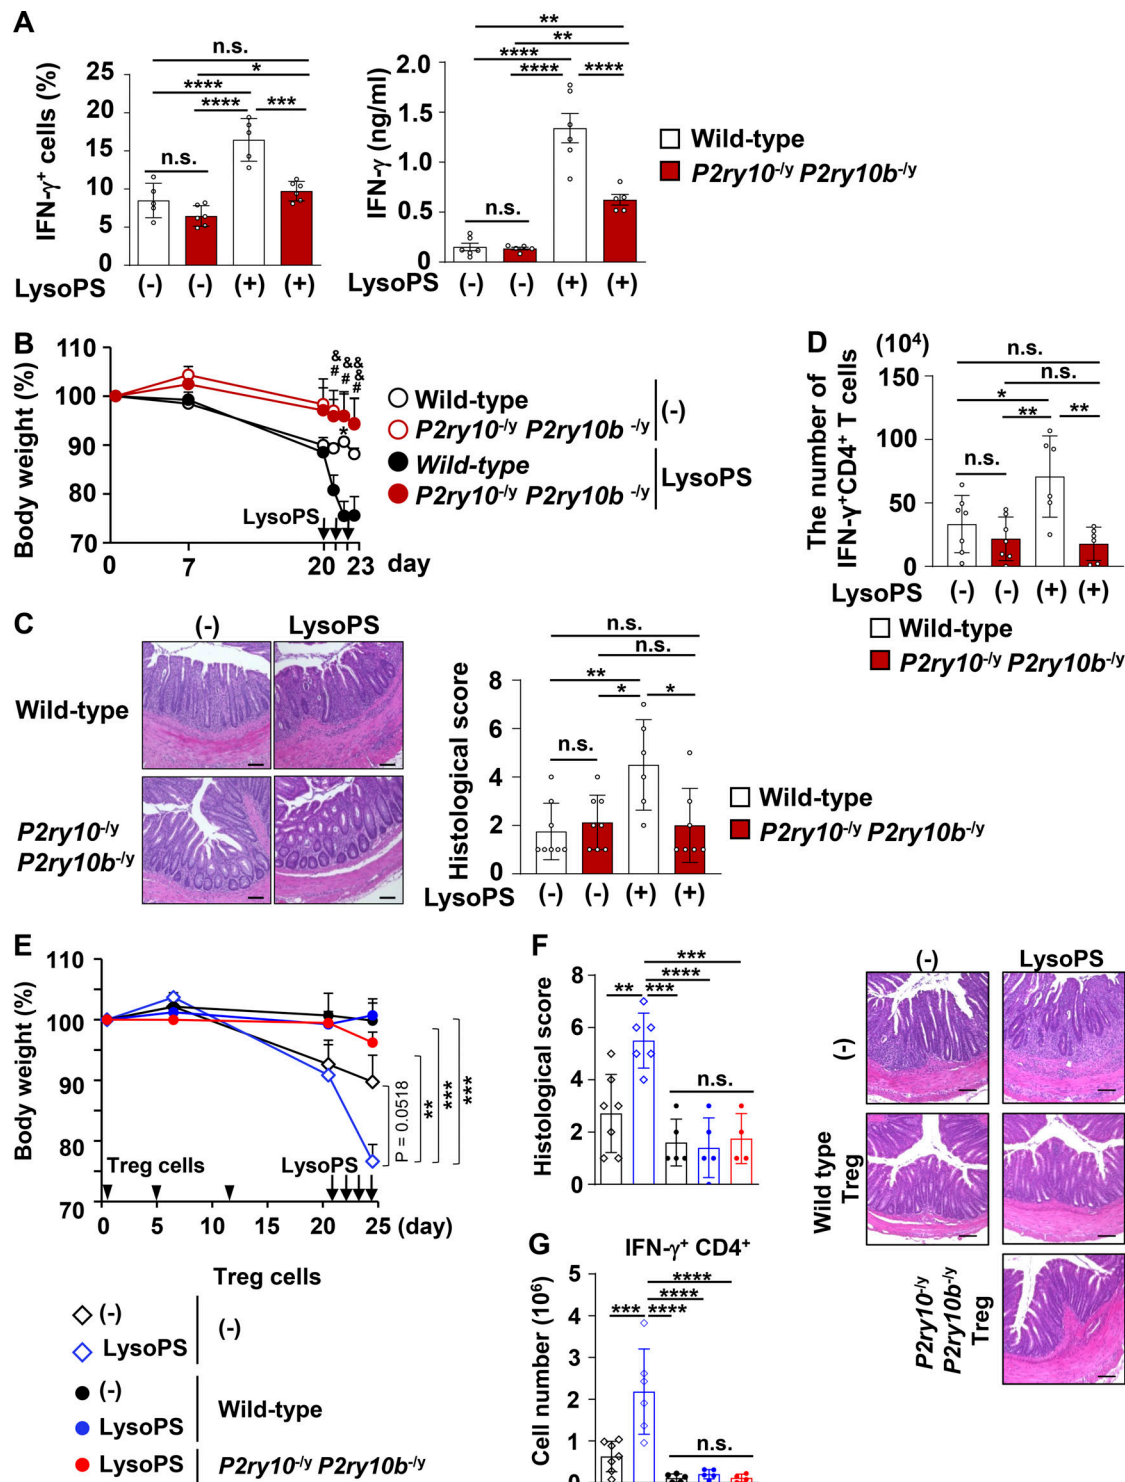 A
n.s.
*
****
**** ***
n.s.
IFN-γ⁺ cells (%)
25
20
15
10
5
0
LysoPS (-) (-) (+) (+)
**
**
****
**** ****
n.s.
IFN-γ (ng/ml)
2.0
1.5
1.0
0.5
0
LysoPS (-) (-) (+) (+)
Wild-type
P2ry10⁻/ʸ P2ry10b⁻/ʸ
B
Body weight (%)
110
100
90
80
70
& & &
# # &
#
*
LysoPS
0 7 20 23 day
Wild-type
P2ry10⁻/ʸ P2ry10b ⁻/ʸ
(-)
Wild-type
P2ry10⁻/ʸ P2ry10b ⁻/ʸ
LysoPS
D
(10⁴)
The number of
IFN-γ⁺CD4⁺ T cells
n.s.
n.s.
*
** **
n.s.
150
100
50
0
LysoPS (-) (-) (+) (+)
Wild-type
P2ry10⁻/ʸ P2ry10b⁻/ʸ
C
(-) LysoPS
Wild-type
P2ry10⁻/ʸ
P2ry10b⁻/ʸ
n.s.
n.s.
**
* *
n.s.
Histological score
8
6
4
2
0
LysoPS (-) (-) (+) (+)
Wild-type
P2ry10⁻/ʸ P2ry10b⁻/ʸ
E
Body weight (%)
110
100
90
80
70
P = 0.0518
**
***
***
Treg cells LysoPS
0 5 10 15 20 25 (day)
Treg cells
(-)
LysoPS
(-)
(-)
LysoPS
Wild-type
LysoPS P2ry10⁻/ʸ P2ry10b⁻/ʸ
F
Histological score
8
6
4
2
0
***
****
** ***
n.s.
(-) LysoPS
(-)
Wild type
Treg
P2ry10⁻/ʸ
P2ry10b⁻/ʸ
Treg
G
IFN-γ⁺ CD4⁺
Cell number (10⁶)
5
4
3
2
1
0
****
****
*** ****
n.s.